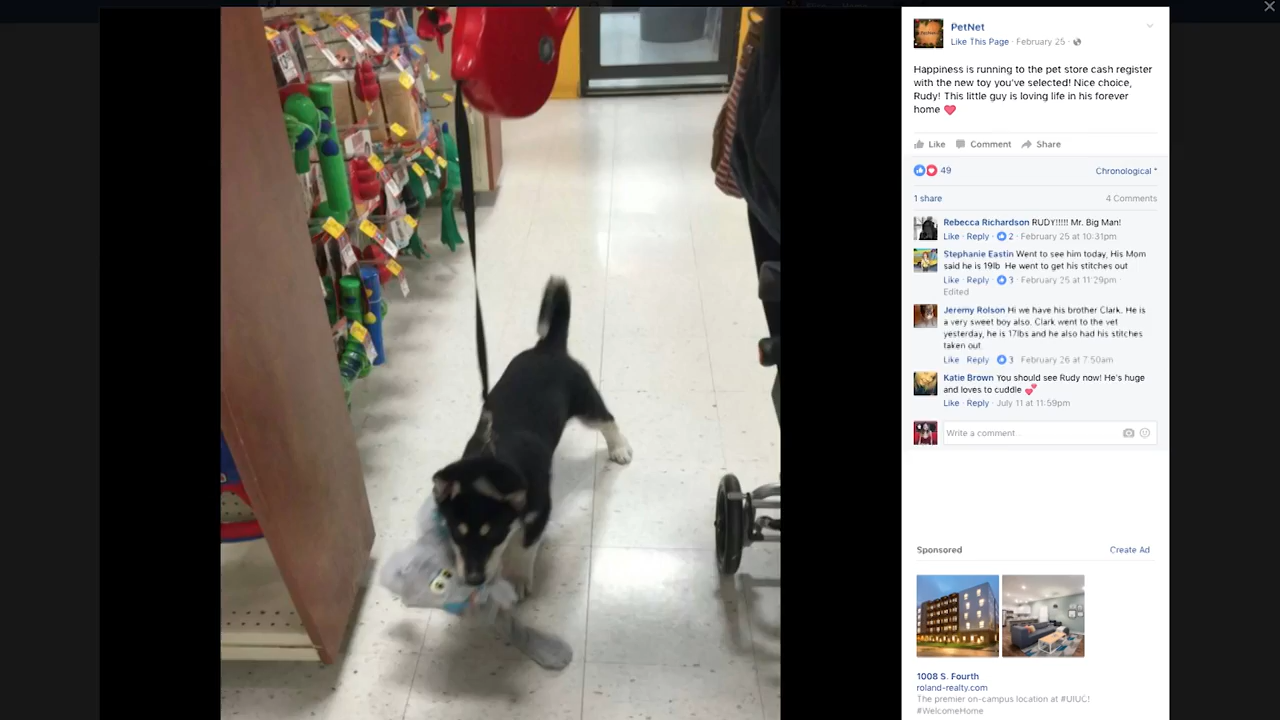 PetNet
Like This Page · February 25 ·
Happiness is running to the pet store cash register
with the new toy you've selected! Nice choice,
Rudy! This little guy is loving life in his forever
home
Like Comment Share
49 Chronological
1 share 4 Comments
Rebecca Richardson RUDY!!!!! Mr. Big Man!
Like · Reply · 2 · February 25 at 10:31pm
Stephanie Eastin Went to see him today, His Mom
said he is 19lb He went to get his stitches out
Like · Reply · 3 · February 25 at 11:29pm ·
Edited
Jeremy Rolson Hi we have his brother Clark. He is
a very sweet boy also. Clark went to the vet
yesterday, he is 17lbs and he also had his stitches
taken out
Like · Reply · 3 · February 26 at 7:50am
Katie Brown You should see Rudy now! He's huge
and loves to cuddle
Like · Reply · July 11 at 11:59pm
Write a comment...
Sponsored Create Ad
1008 S. Fourth
roland-realty.com
The premier on-campus location at #UIUC!
#WelcomeHome